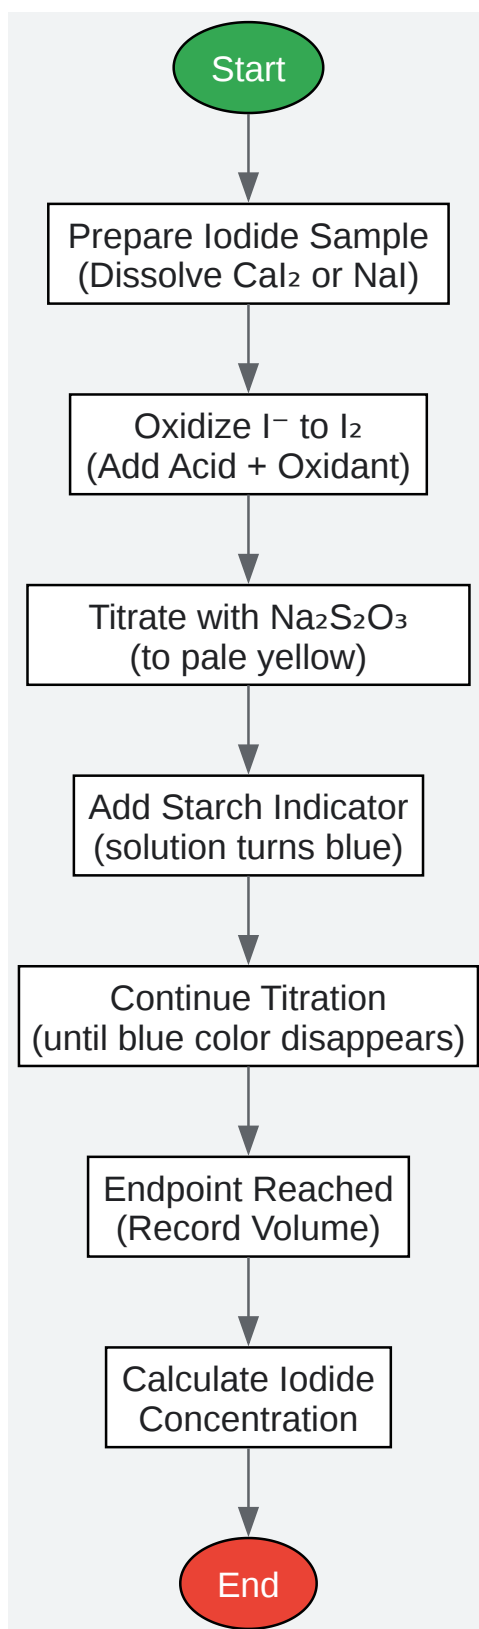 Start
Prepare Iodide Sample
(Dissolve CaI₂ or NaI)
Oxidize I⁻ to I₂
(Add Acid + Oxidant)
Titrate with Na₂S₂O₃
(to pale yellow)
Add Starch Indicator
(solution turns blue)
Continue Titration
(until blue color disappears)
Endpoint Reached
(Record Volume)
Calculate Iodide
Concentration
End